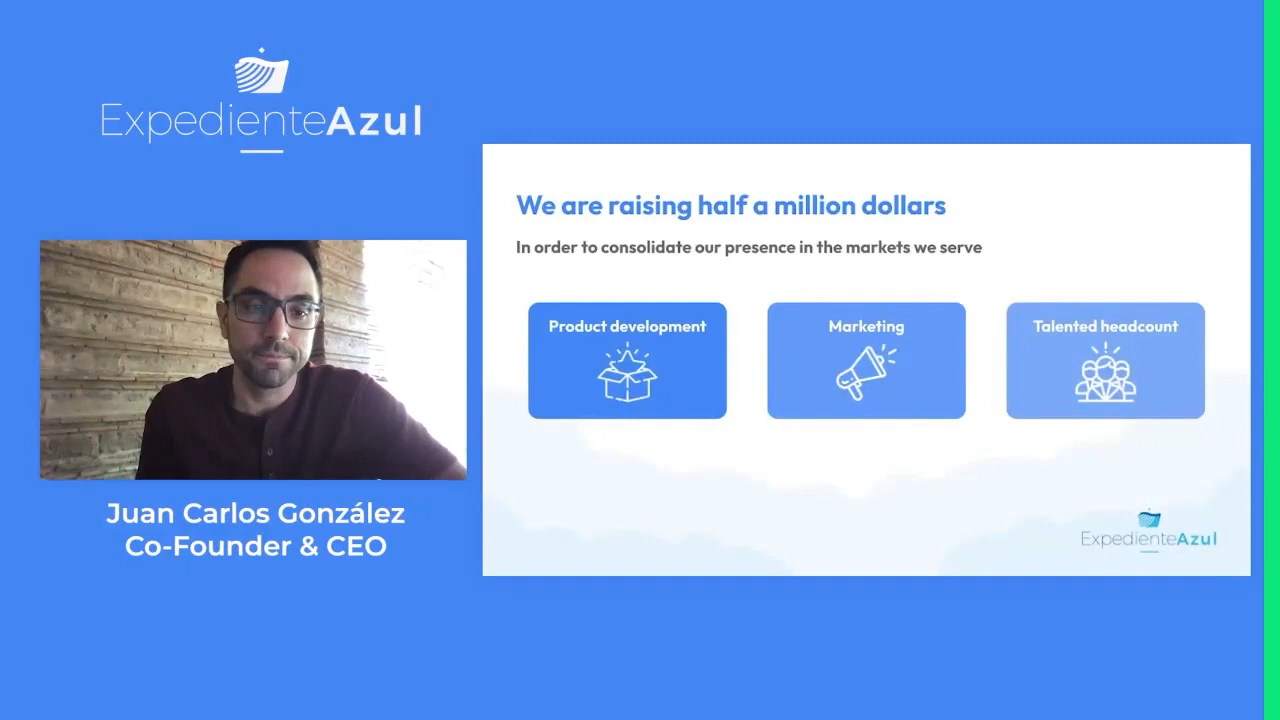 ExpedienteAzul
Juan Carlos González
Co-Founder & CEO
We are raising half a million dollars
In order to consolidate our presence in the markets we serve
Product development
Marketing
Talented headcount
ExpedienteAzul